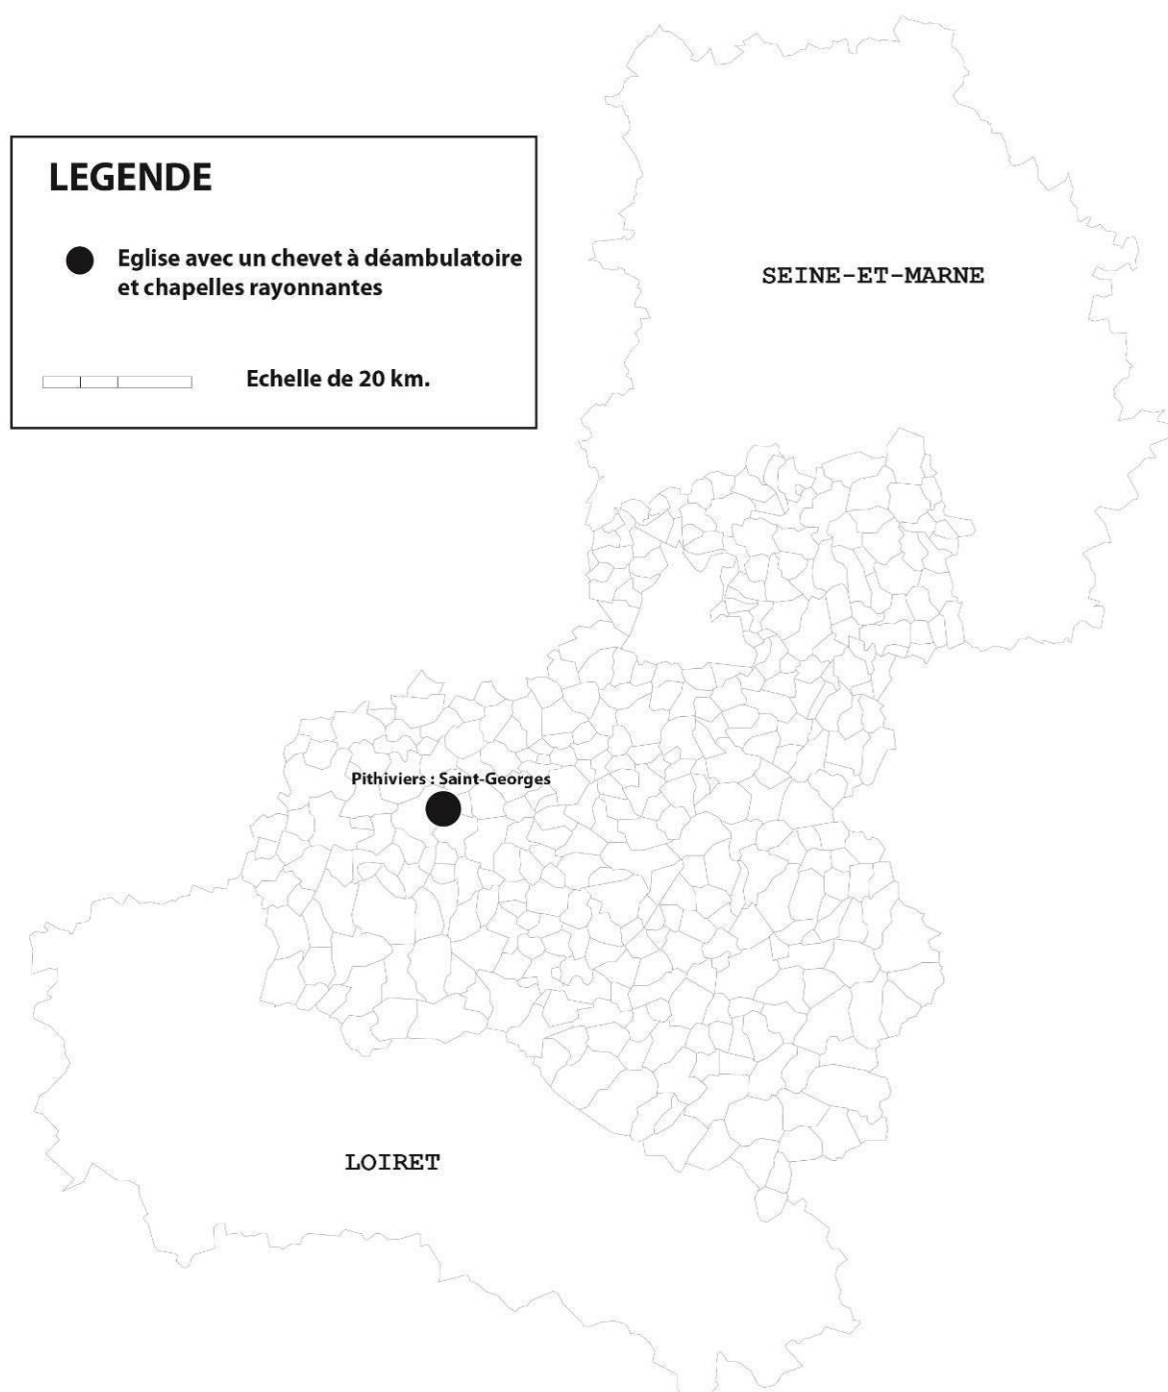 LEGENDE
Eglise avec un chevet à déambulatoire
et chapelles rayonnantes
Echelle de 20 km.
SEINE-ET-MARNE
Pithiviers : Saint-Georges
LOIRET